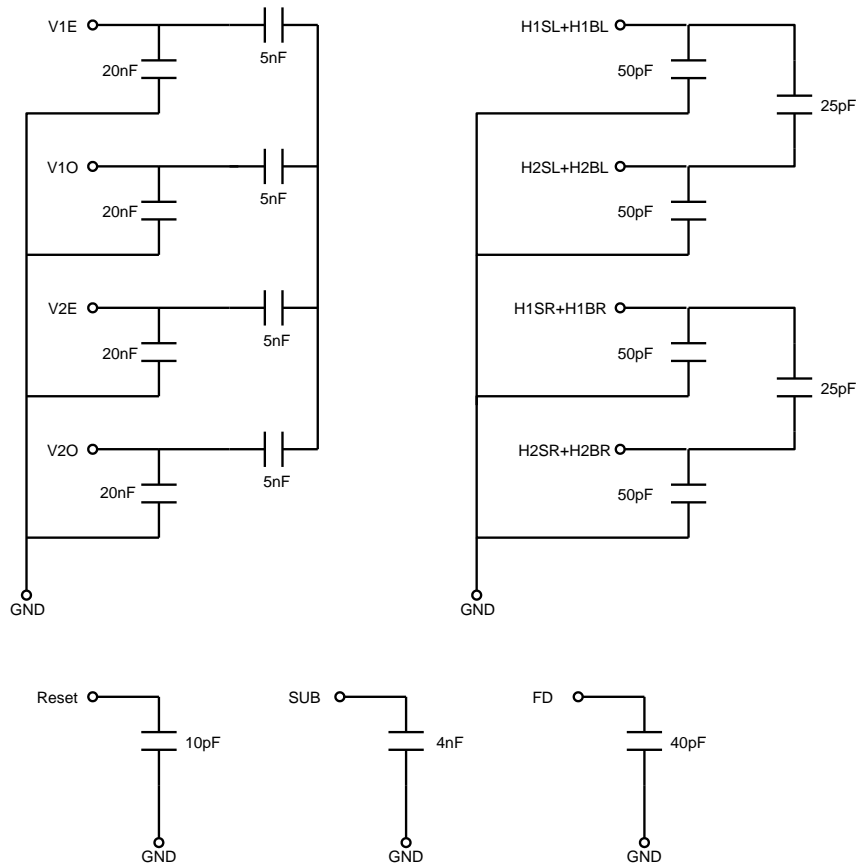 V1E
20nF
5nF
V1O
20nF
5nF
V2E
20nF
5nF
V2O
20nF
5nF
GND
H1SL+H1BL
50pF
25pF
H2SL+H2BL
50pF
H1SR+H1BR
50pF
25pF
H2SR+H2BR
50pF
GND
Reset
10pF
GND
SUB
4nF
GND
FD
40pF
GND